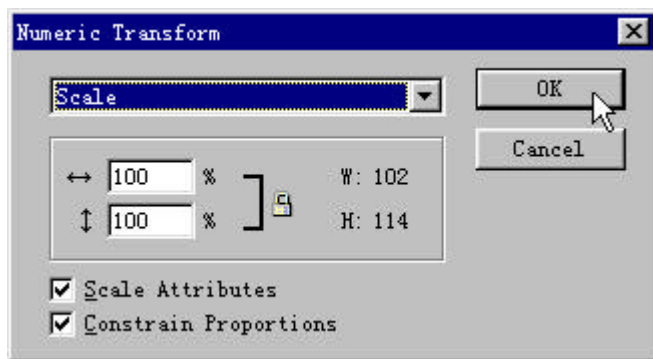 Numeric Transform
Scale
OK
Cancel
↔ 100 % W: 102
↕ 100 % H: 114
Scale Attributes
Constrain Proportions